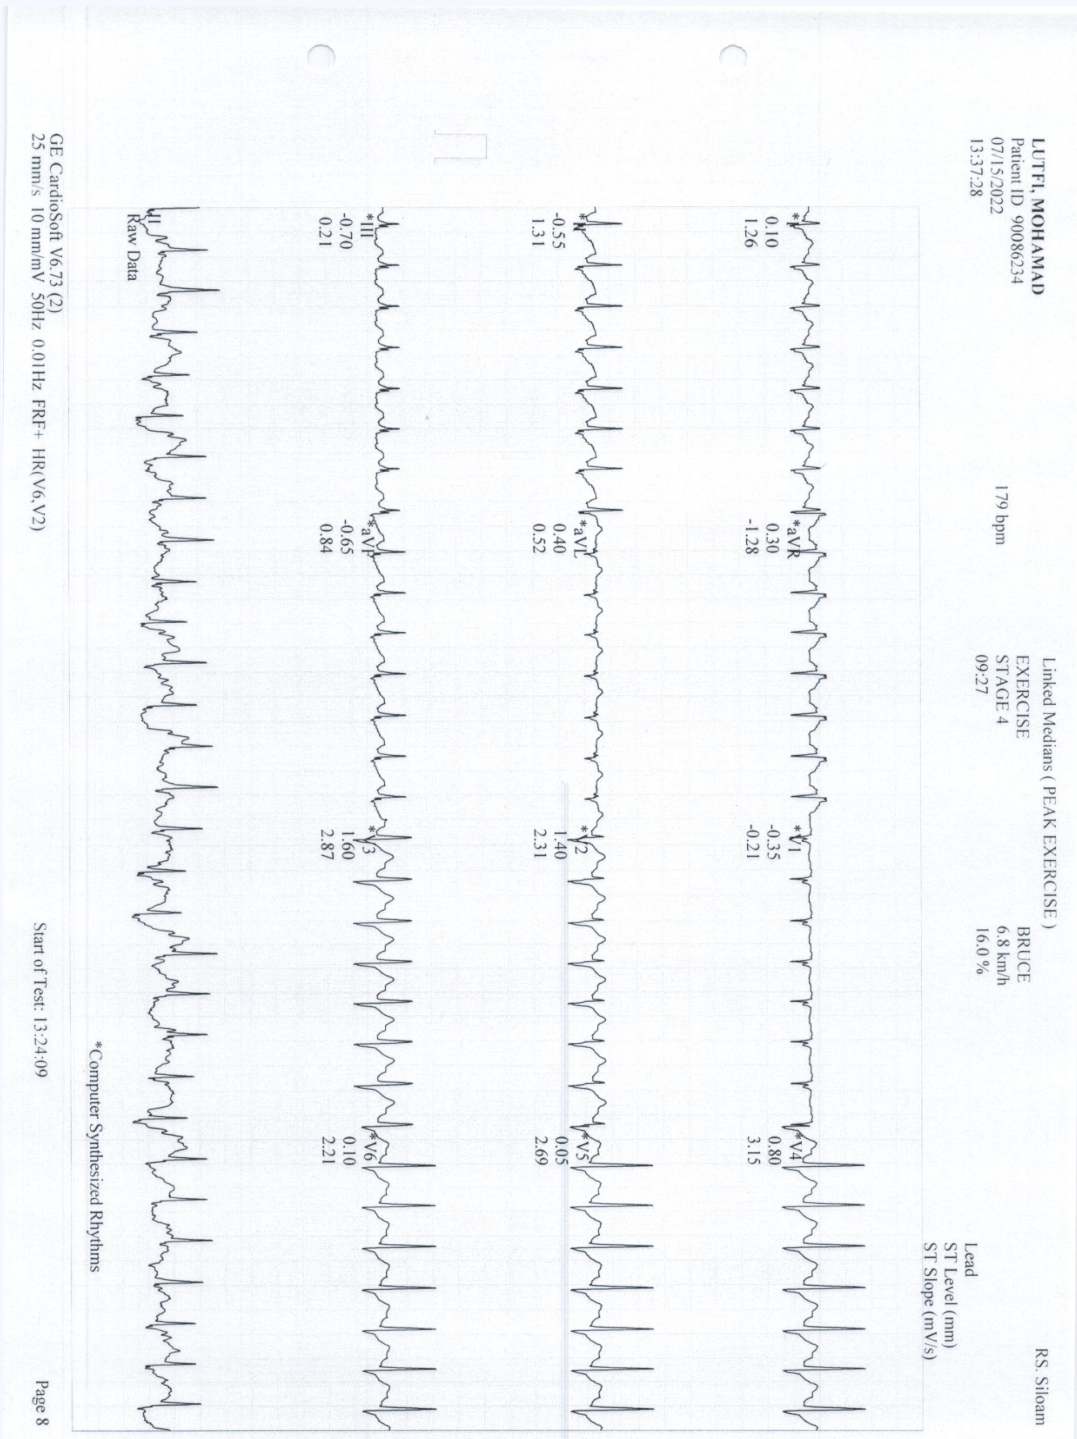 LUTFI, MOHAMAD
Patient ID 90086234
07/15/2022
13:37:28
179 bpm
Linked Medians ( PEAK EXERCISE )
EXERCISE
STAGE 4
09:27
BRUCE
6.8 km/h
16.0 %
RS. Siloam
Lead
ST Level (mm)
ST Slope (mV/s)
*I
0.10
1.26
*aVR
0.30
-1.28
*V1
-0.35
-0.21
*V4
0.80
3.15
*II
-0.55
1.31
*aVL
0.40
0.52
*V2
1.40
2.31
*V5
0.05
2.69
*III
-0.70
0.21
*aVF
-0.65
0.84
*V3
1.60
2.87
*V6
0.10
2.21
II
Raw Data
*Computer Synthesized Rhythms
GE CardioSoft V6.73 (2)
25 mm/s 10 mm/mV 50Hz 0.01Hz FRF+ HR(V6,V2)
Start of Test: 13:24:09
Page 8